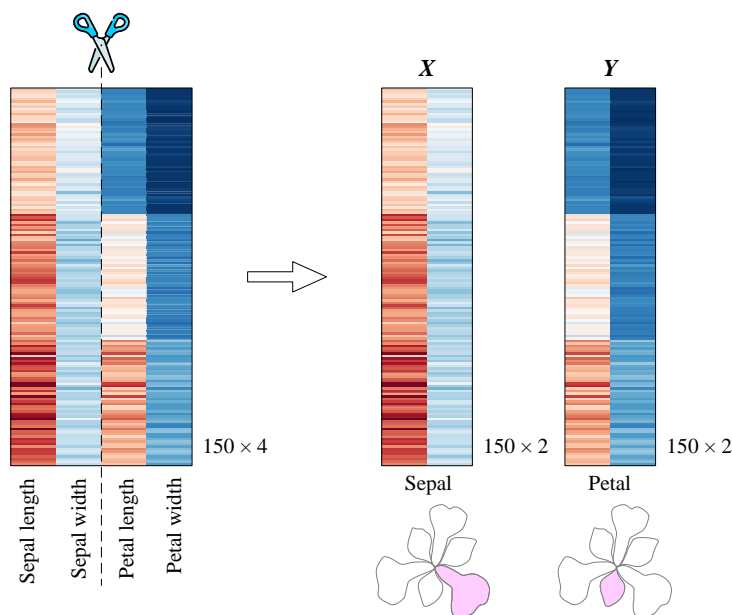 X
Y
150 × 4
150 × 2
150 × 2
Sepal length
Sepal width
Petal length
Petal width
Sepal
Petal